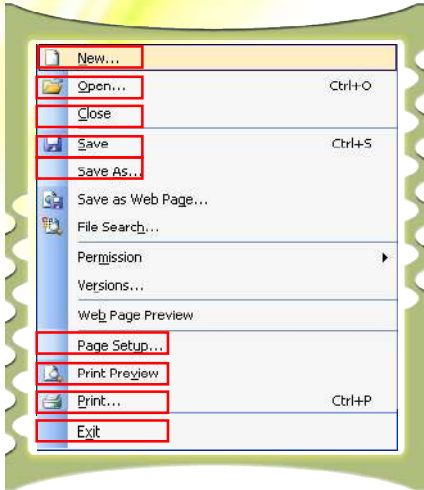 New...
Open... Ctrl+O
Close
Save Ctrl+S
Save As...
Save as Web Page...
File Search...
Permission
Versions...
Web Page Preview
Page Setup...
Print Preview
Print... Ctrl+P
Exit